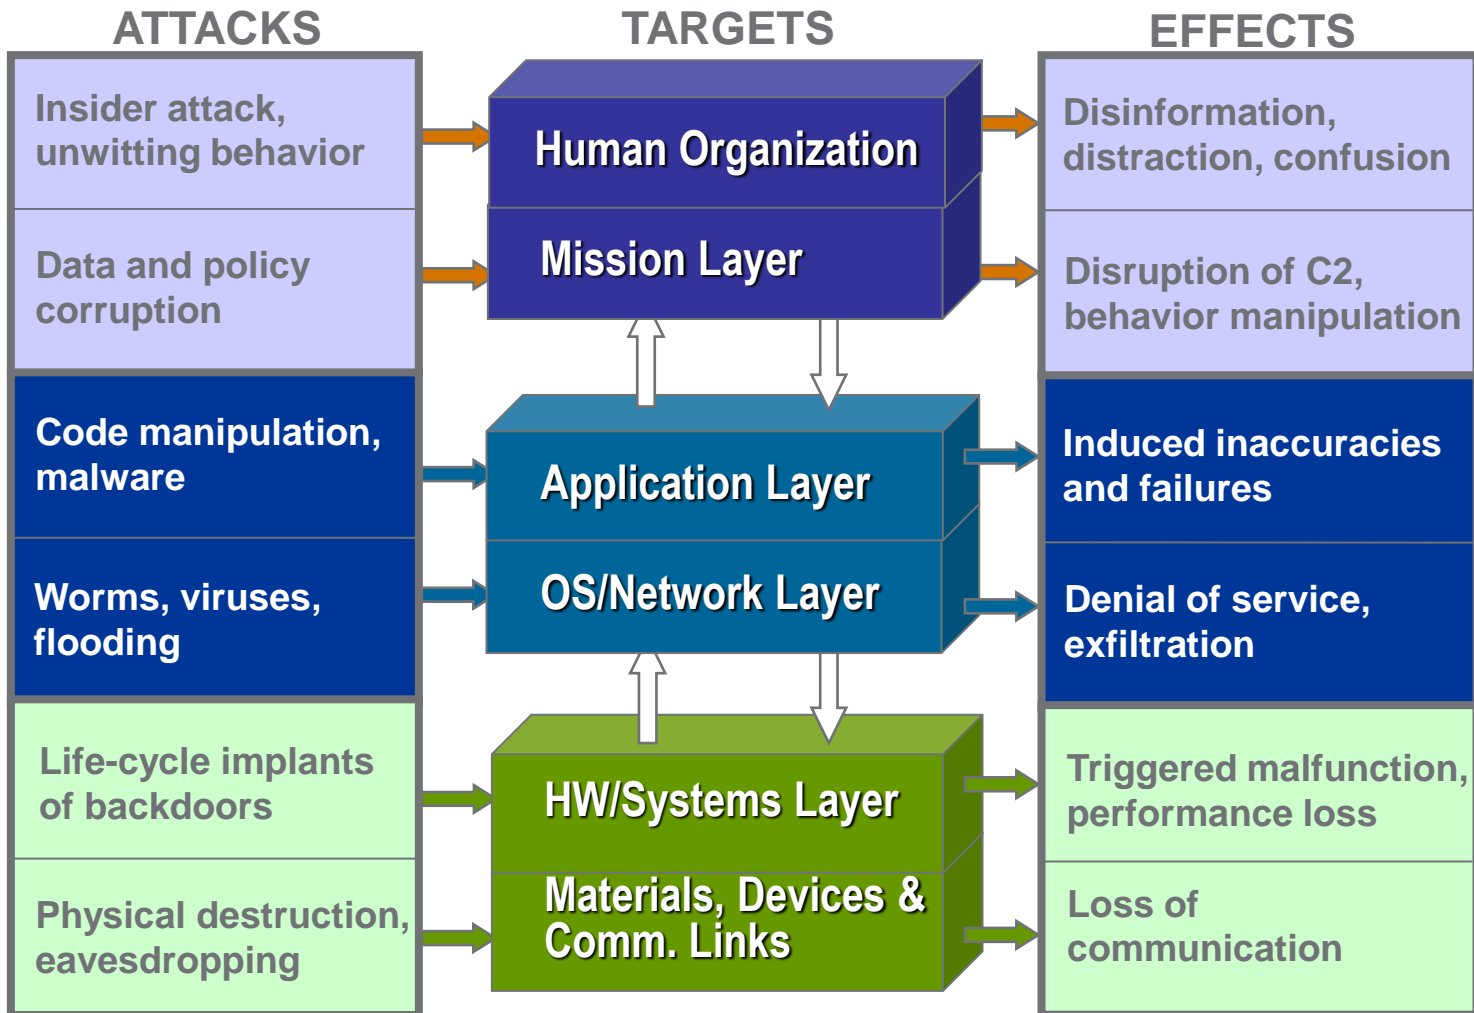 ATTACKS
TARGETS
EFFECTS
Insider attack,
unwitting behavior
Human Organization
Disinformation,
distraction, confusion
Data and policy
corruption
Mission Layer
Disruption of C2,
behavior manipulation
Code manipulation,
malware
Application Layer
Induced inaccuracies
and failures
Worms, viruses,
flooding
OS/Network Layer
Denial of service,
exfiltration
Life-cycle implants
of backdoors
HW/Systems Layer
Triggered malfunction,
performance loss
Physical destruction,
eavesdropping
Materials, Devices &
Comm. Links
Loss of
communication